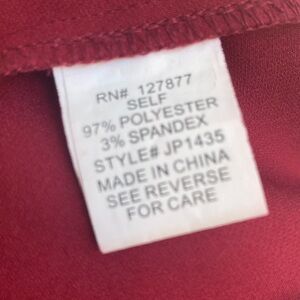 RN# 127877
SELF
97% POLYESTER
3% SPANDEX
STYLE# JP1435
MADE IN CHINA
SEE REVERSE
FOR CARE